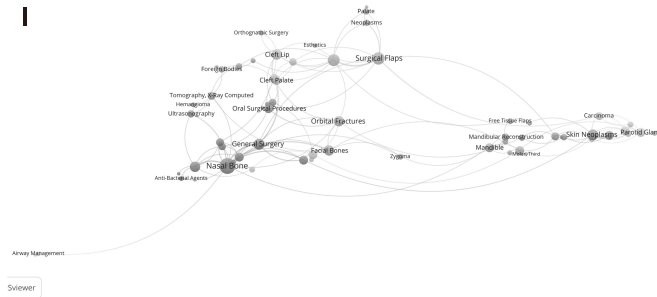 Palate
Neoplasms
Orthognathic Surgery
Esthetics
Cleft Lip
Surgical Flaps
Foreign Bodies
Cleft Palate
Tomography, X-Ray Computed
Hemangioma
Oral Surgical Procedures
Ultrasonography
Carcinoma
Free Tissue Flaps
Orbital Fractures
Skin Neoplasms
Parotid Glan
Mandibular Reconstruction
General Surgery
Mandible
Facial Bones
Molar, Third
Zygoma
Nasal Bone
Anti-Bacterial Agents
Airway Management
Sviewer